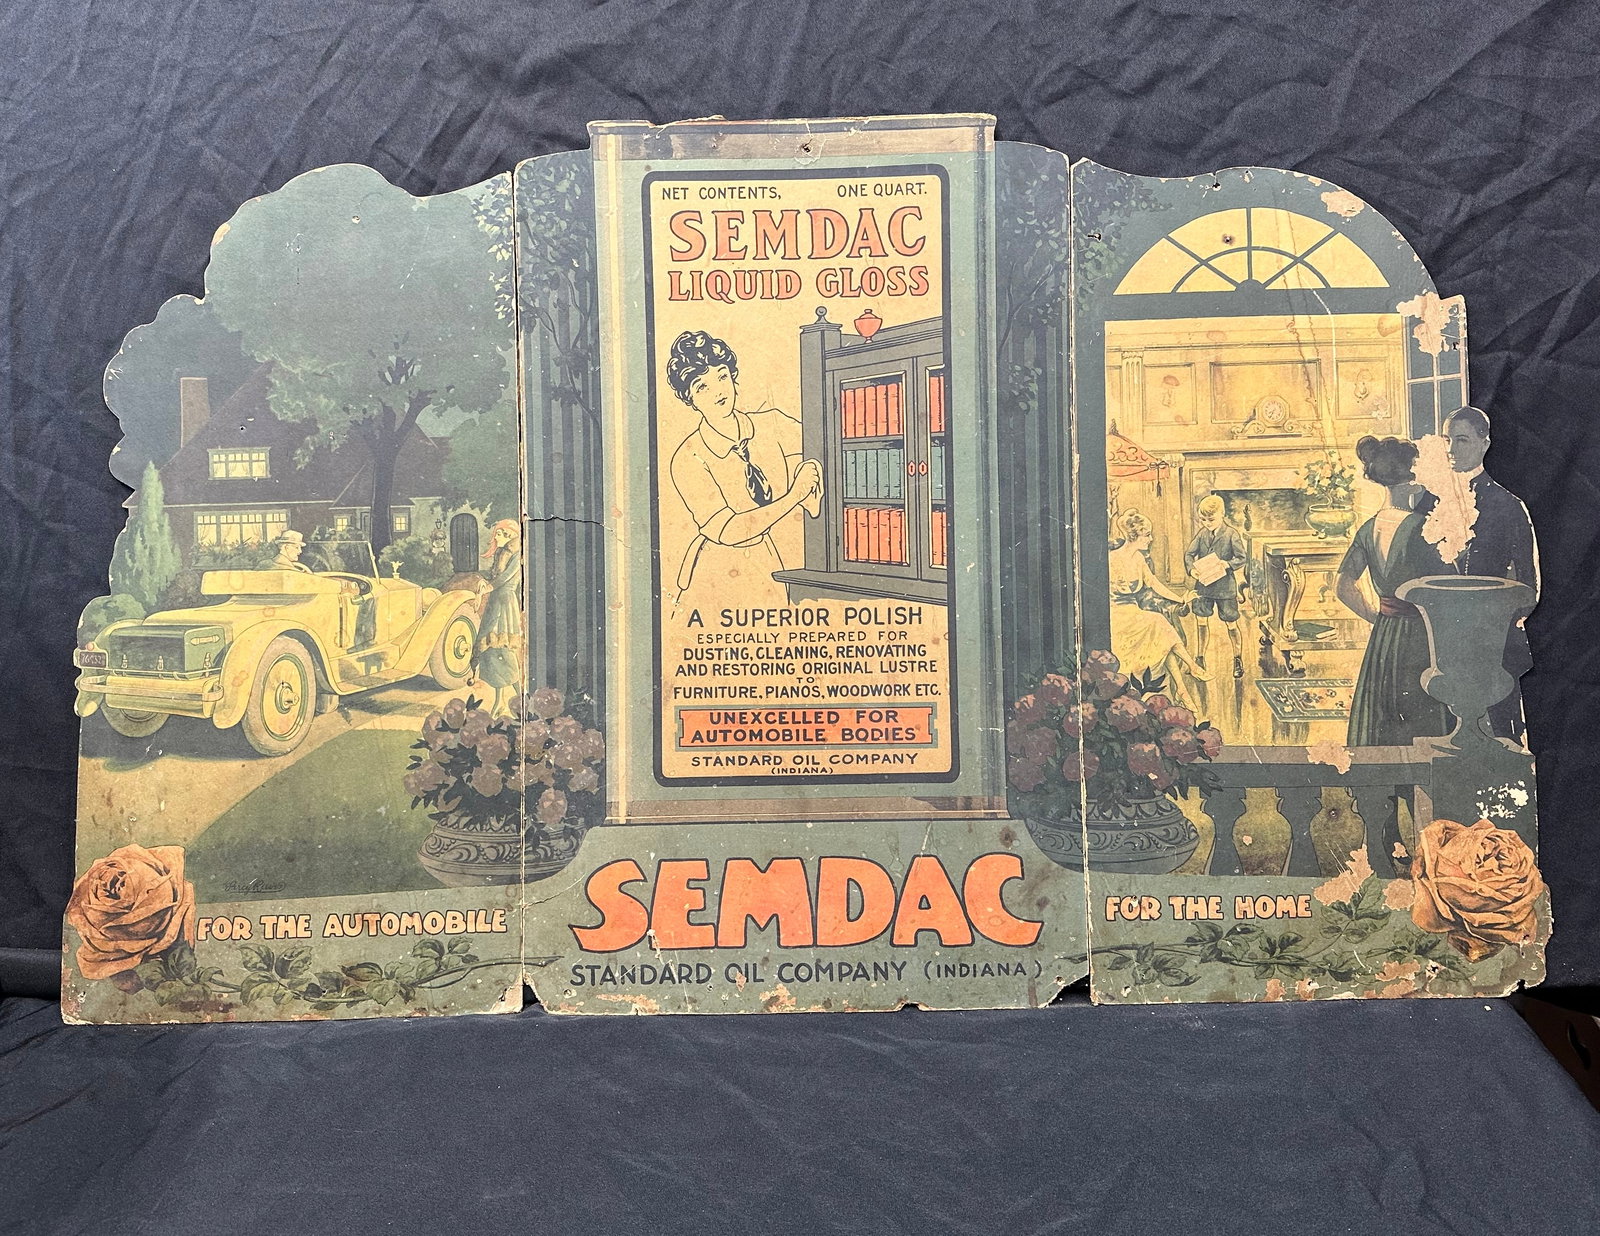 NET CONTENTS, ONE QUART.
SEMDAC
LIQUID GLOSS
A SUPERIOR POLISH
ESPECIALLY PREPARED FOR
DUSTING, CLEANING, RENOVATING
AND RESTORING ORIGINAL LUSTRE
TO
FURNITURE, PIANOS, WOODWORK ETC.
UNEXCELLED FOR
AUTOMOBILE BODIES
STANDARD OIL COMPANY
(INDIANA)
FOR THE AUTOMOBILE
SEMDAC
STANDARD OIL COMPANY (INDIANA)
FOR THE HOME